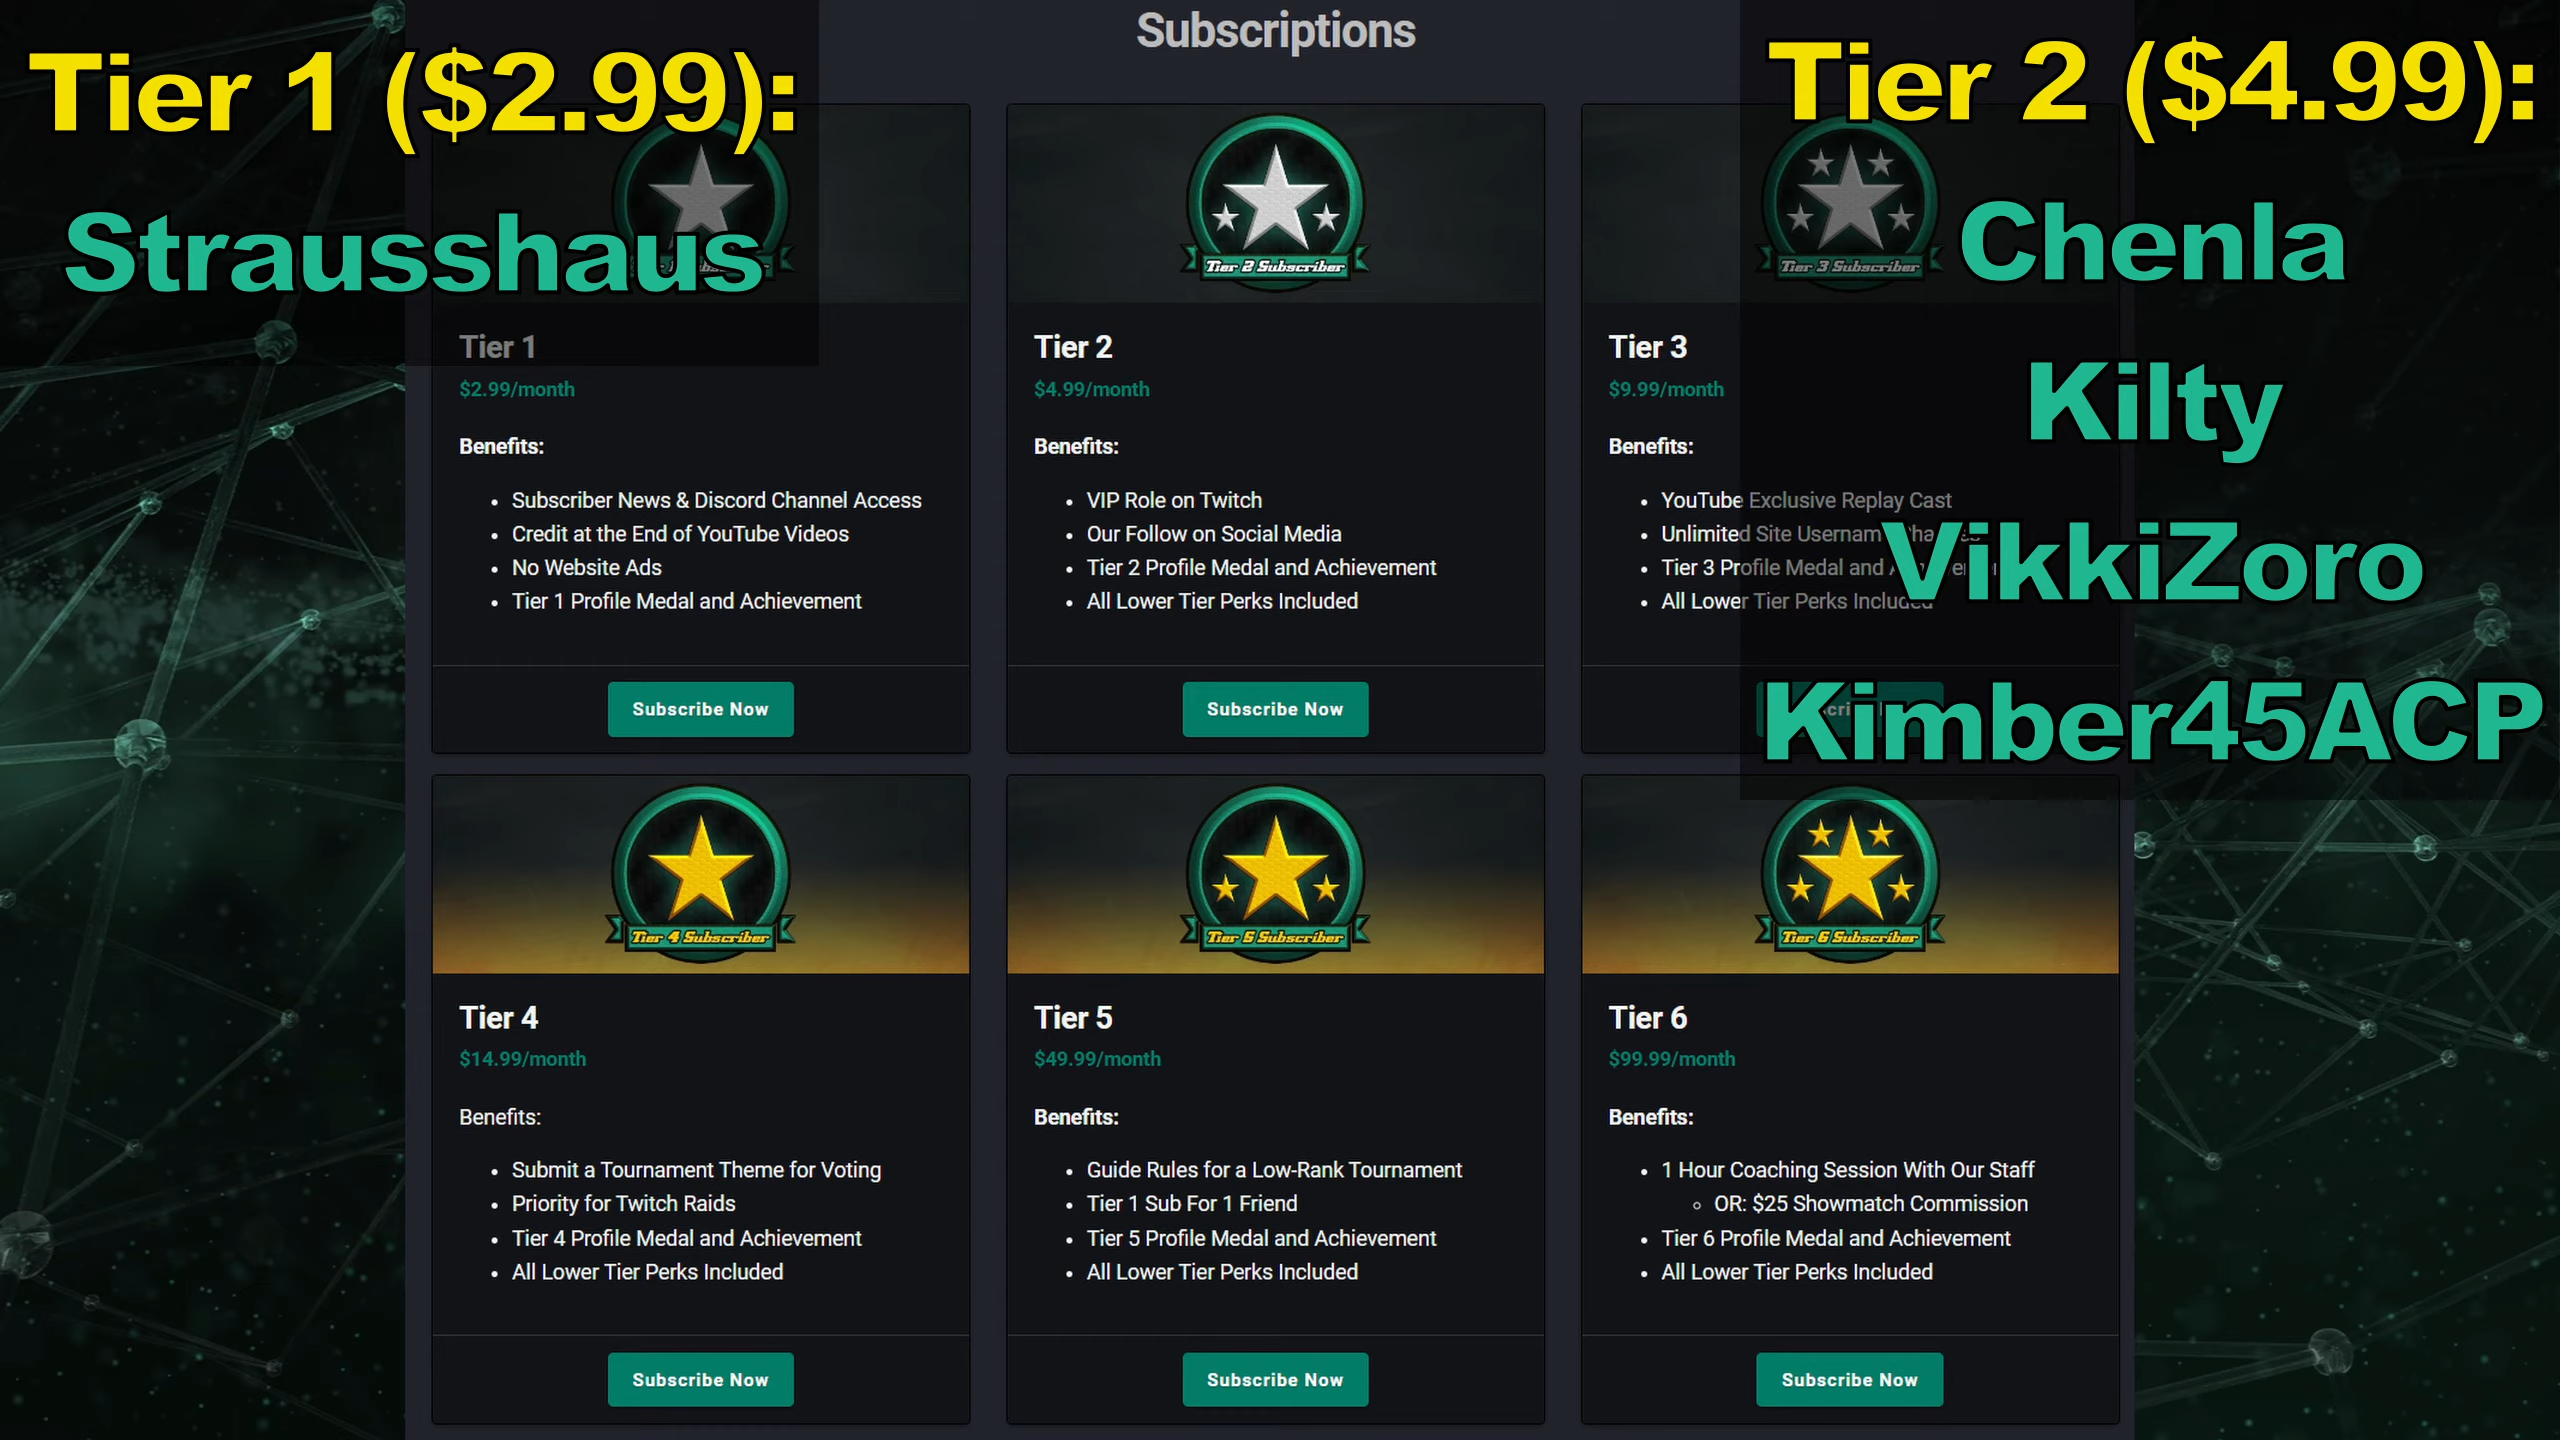 Subscriptions
Tier 1 ($2.99):
Strausshaus
Tier 2 ($4.99):
Chenla
Kilty
VikkiZoro
Kimber45ACP
Tier 1
$2.99/month
Benefits:
Subscriber News & Discord Channel Access
Credit at the End of YouTube Videos
No Website Ads
Tier 1 Profile Medal and Achievement
Subscribe Now
Tier 2 Subscriber
Tier 2
$4.99/month
Benefits:
VIP Role on Twitch
Our Follow on Social Media
Tier 2 Profile Medal and Achievement
All Lower Tier Perks Included
Subscribe Now
Tier 3 Subscriber
Tier 3
$9.99/month
Benefits:
YouTube Exclusive Replay Cast
Unlimited Site
Tier 3 Profile Medal and
All Lower Tier Perks Included
Tier 4 Subscriber
Tier 4
$14.99/month
Benefits:
Submit a Tournament Theme for Voting
Priority for Twitch Raids
Tier 4 Profile Medal and Achievement
All Lower Tier Perks Included
Subscribe Now
Tier 5 Subscriber
Tier 5
$49.99/month
Benefits:
Guide Rules for a Low-Rank Tournament
Tier 1 Sub For 1 Friend
Tier 5 Profile Medal and Achievement
All Lower Tier Perks Included
Subscribe Now
Tier 6 Subscriber
Tier 6
$99.99/month
Benefits:
1 Hour Coaching Session With Our Staff
OR: $25 Showmatch Commission
Tier 6 Profile Medal and Achievement
All Lower Tier Perks Included
Subscribe Now